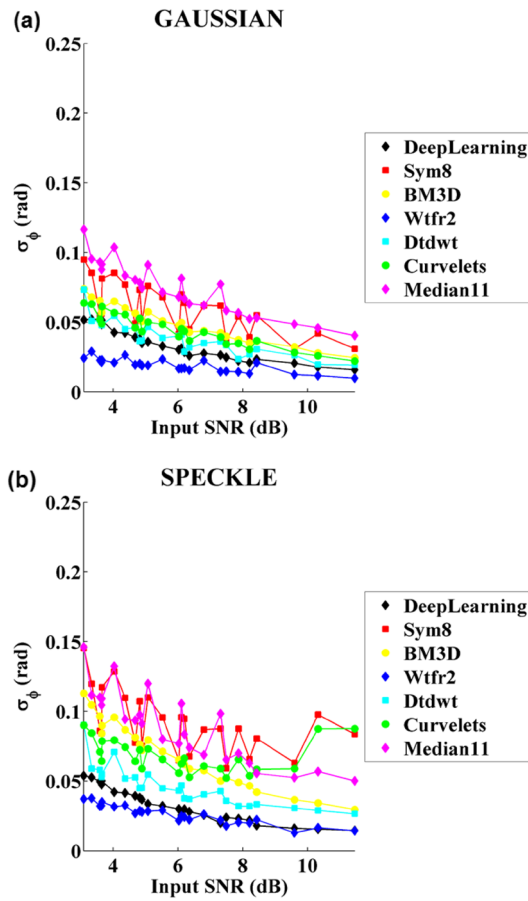 (a)
GAUSSIAN
0.25
0.2
0.15
0.1
0.05
0
σϕ (rad)
4 6 8 10
Input SNR (dB)
DeepLearning
Sym8
BM3D
Wtfr2
Dtdwt
Curvelets
Median11
(b)
SPECKLE
0.25
0.2
0.15
0.1
0.05
0
σϕ (rad)
4 6 8 10
Input SNR (dB)
DeepLearning
Sym8
BM3D
Wtfr2
Dtdwt
Curvelets
Median11